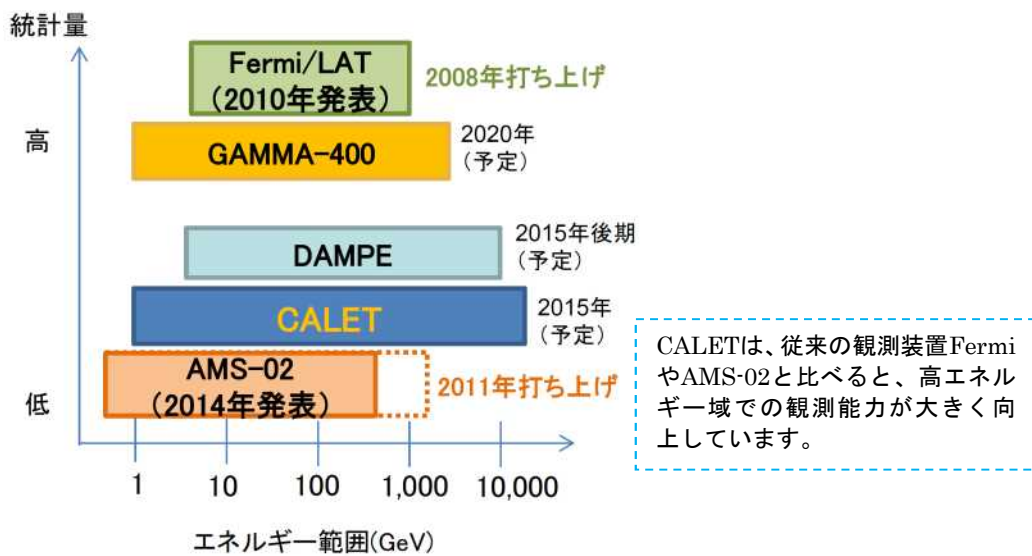 統計量
Fermi/LAT
(2010年発表)
2008年打ち上げ
高
GAMMA-400
2020年
(予定)
DAMPE
2015年後期
(予定)
CALET
2015年
(予定)
AMS-02
(2014年発表)
2011年打ち上げ
低
CALETは、従来の観測装置Fermi
やAMS-02と比べると、高エネル
ギー域での観測能力が大きく向
上しています。
1 10 100 1,000 10,000
エネルギー範囲(GeV)